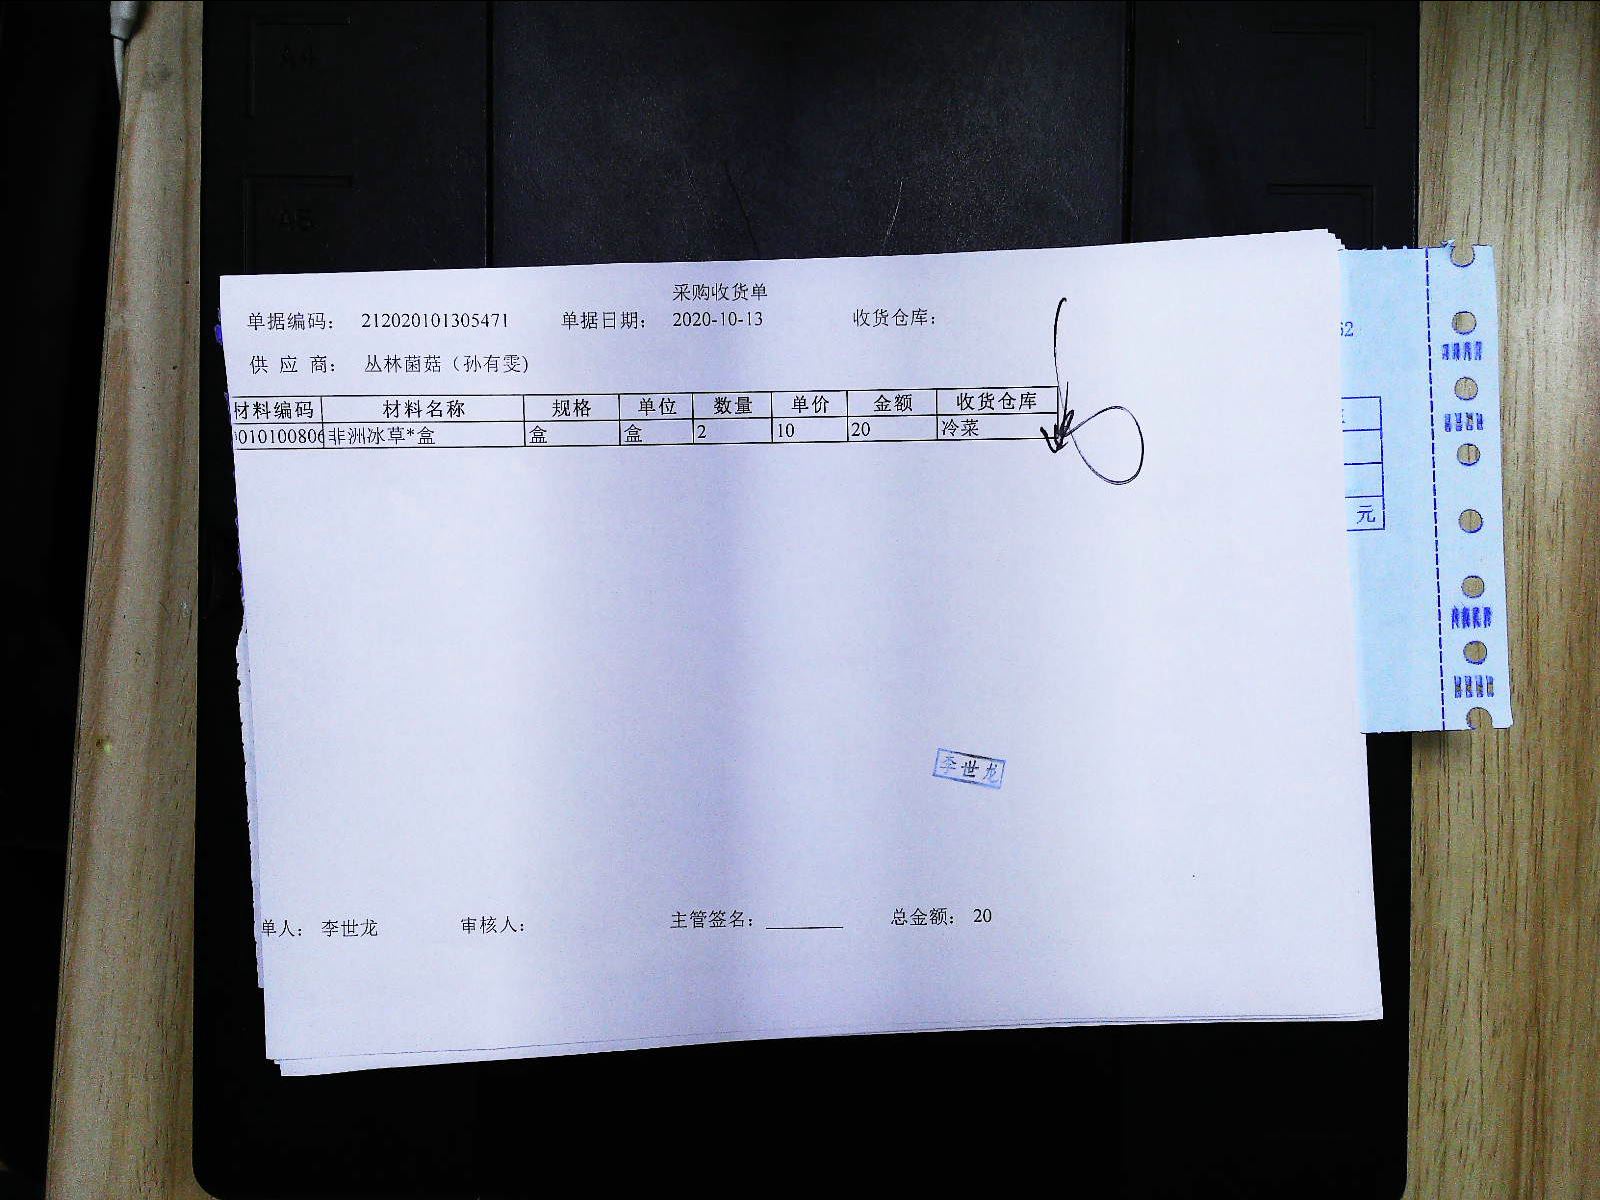 采购收货单
单据编码： 212020101305471 单据日期： 2020-10-13 收货仓库：
供 应 商： 丛林菌菇（孙有雯）
材料编码 材料名称 规格 单位 数量 单价 金额 收货仓库
010100806 非洲冰草*盒 盒 盒 2 10 20 冷菜
李世龙
单人： 李世龙 审核人： 主管签名： 总金额： 20
62
元